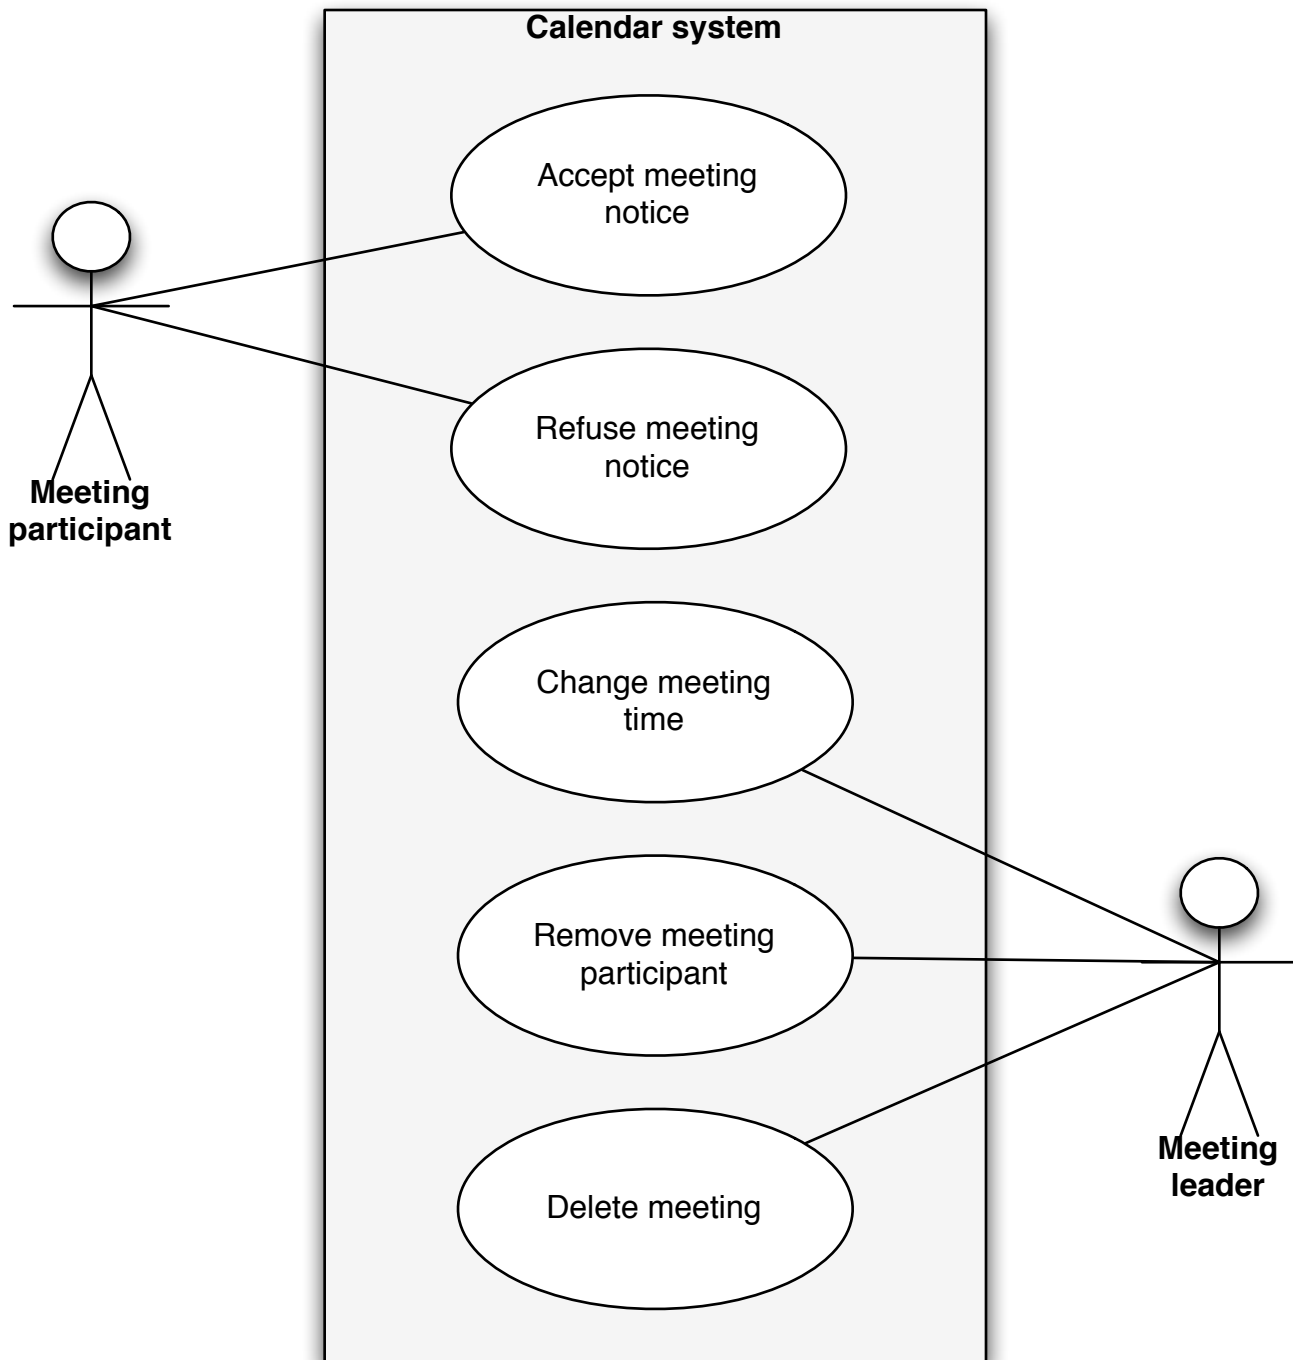 Calendar system
Accept meeting
notice
Refuse meeting
notice
Meeting
participant
Change meeting
time
Remove meeting
participant
Meeting
leader
Delete meeting